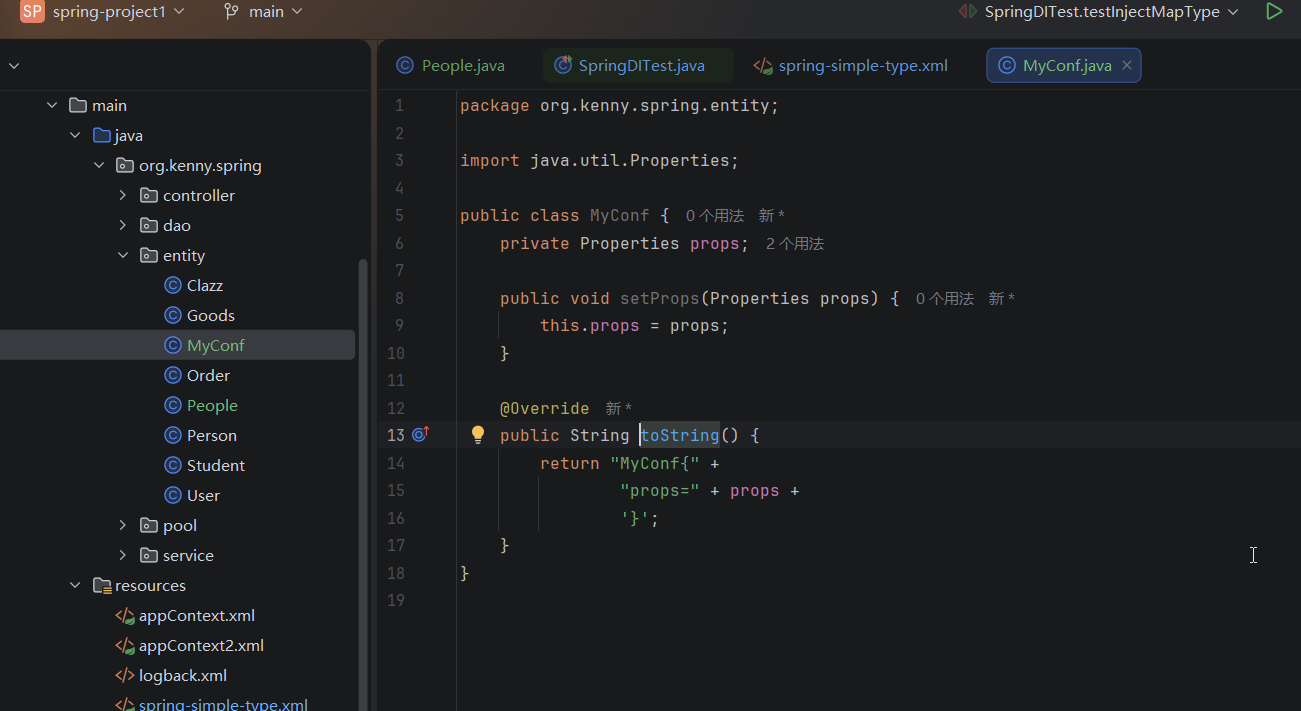 SP spring-project1 main SpringDITest.testInjectMapType
People.java SpringDITest.java spring-simple-type.xml MyConf.java
main
java
org.kenny.spring
controller
dao
entity
Clazz
Goods
MyConf
Order
People
Person
Student
User
pool
service
resources
appContext.xml
appContext2.xml
logback.xml
spring-simple-type.xml
1 package org.kenny.spring.entity;
2
3 import java.util.Properties;
4
5 public class MyConf { 0个用法 新 *
6 private Properties props; 2个用法
7
8 public void setProps(Properties props) { 0个用法 新 *
9 this.props = props;
10 }
11
12 @Override 新 *
13 public String toString() {
14 return "MyConf{" +
15 "props=" + props +
16 '}';
17 }
18 }
19